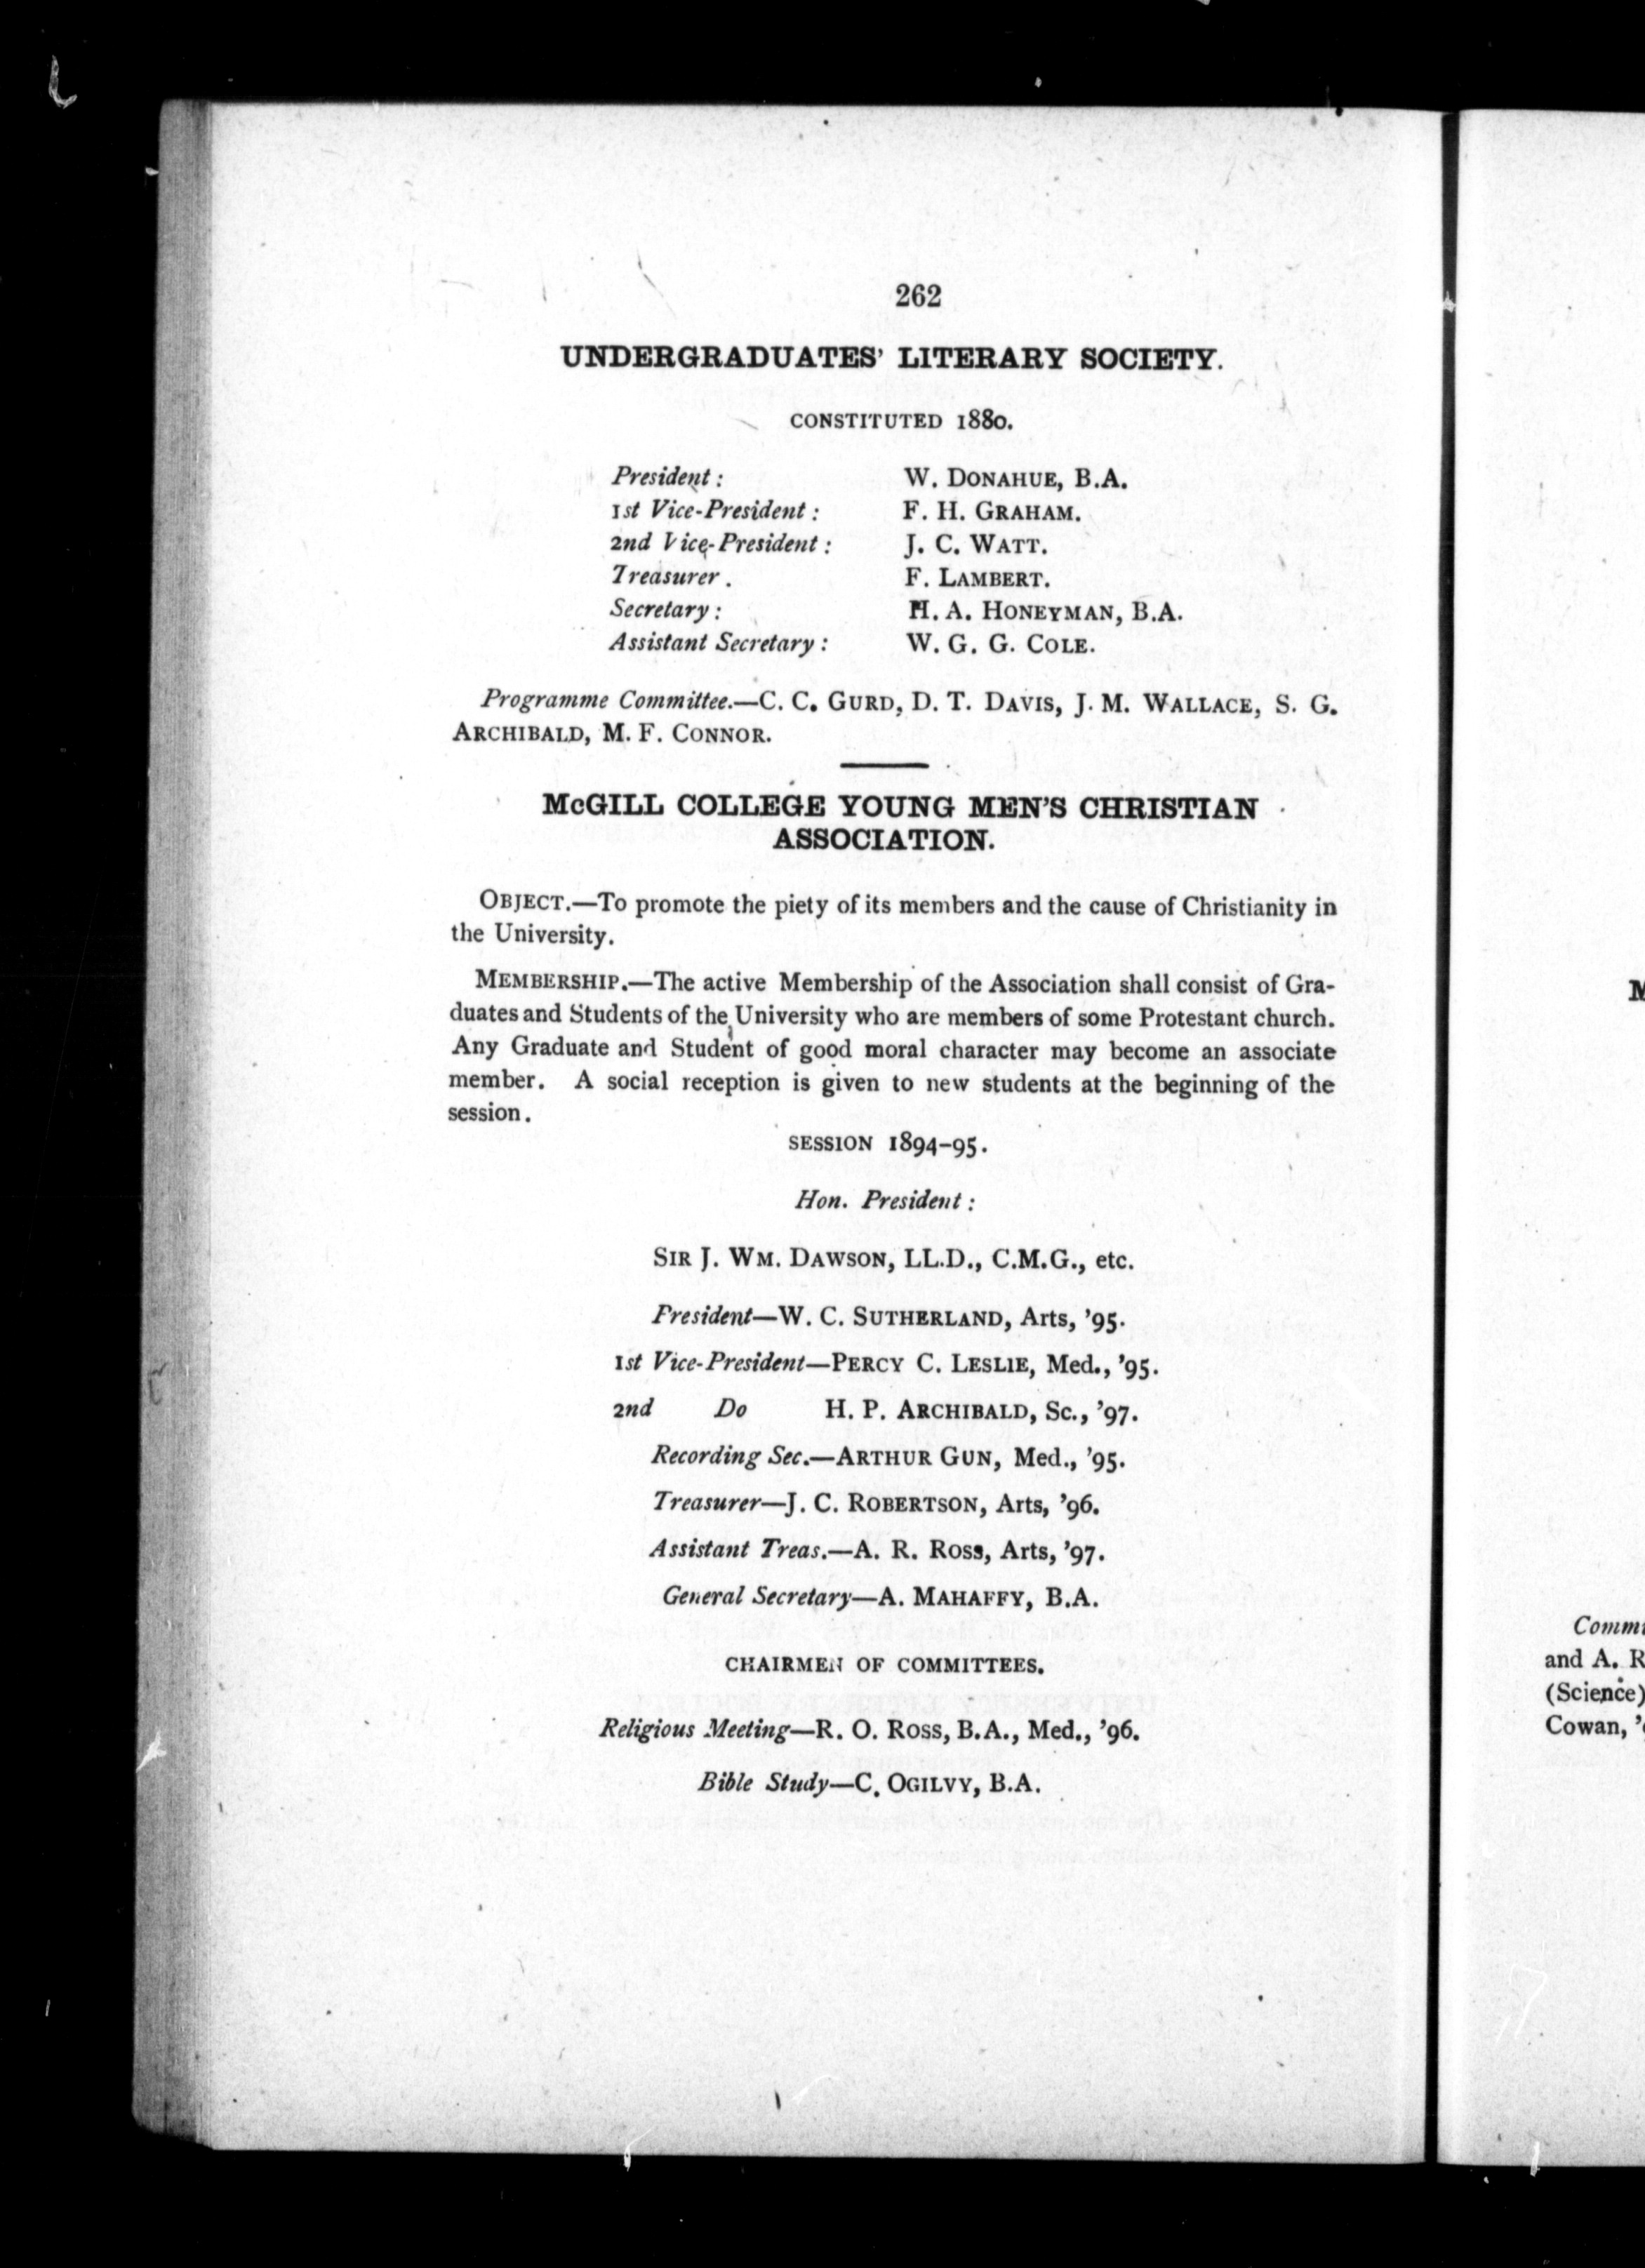 262
UNDERGRADUATES' LITERARY SOCIETY.
CONSTITUTED 1880.
President: W. DONAHUE, B.A.
1st Vice-President: F. H. GRAHAM.
2nd Vice-President: J. C. WATT.
Treasurer. F. LAMBERT.
Secretary: H. A. HONEYMAN, B.A.
Assistant Secretary: W. G. G. COLE.
Programme Committee.—C. C. GURD, D. T. DAVIS, J. M. WALLACE, S. G.
ARCHIBALD, M. F. CONNOR.
McGILL COLLEGE YOUNG MEN'S CHRISTIAN
ASSOCIATION.
OBJECT.—To promote the piety of its members and the cause of Christianity in
the University.
MEMBERSHIP.—The active Membership of the Association shall consist of Gra-
duates and Students of the University who are members of some Protestant church.
Any Graduate and Student of good moral character may become an associate
member. A social reception is given to new students at the beginning of the
session.
SESSION 1894-95.
Hon. President:
SIR J. WM. DAWSON, LL.D., C.M.G., etc.
President—W. C. SUTHERLAND, Arts, '95.
1st Vice-President—PERCY C. LESLIE, Med., '95.
2nd Do H. P. ARCHIBALD, Sc., '97.
Recording Sec.—ARTHUR GUN, Med., '95.
Treasurer—J. C. ROBERTSON, Arts, '96.
Assistant Treas.—A. R. ROSS, Arts, '97.
General Secretary—A. MAHAFFY, B.A.
CHAIRMEN OF COMMITTEES.
Religious Meeting—R. O. ROSS, B.A., Med., '96.
Bible Study—C. OGILVY, B.A.
M
Comm
and A. R
(Science)
Cowan, '